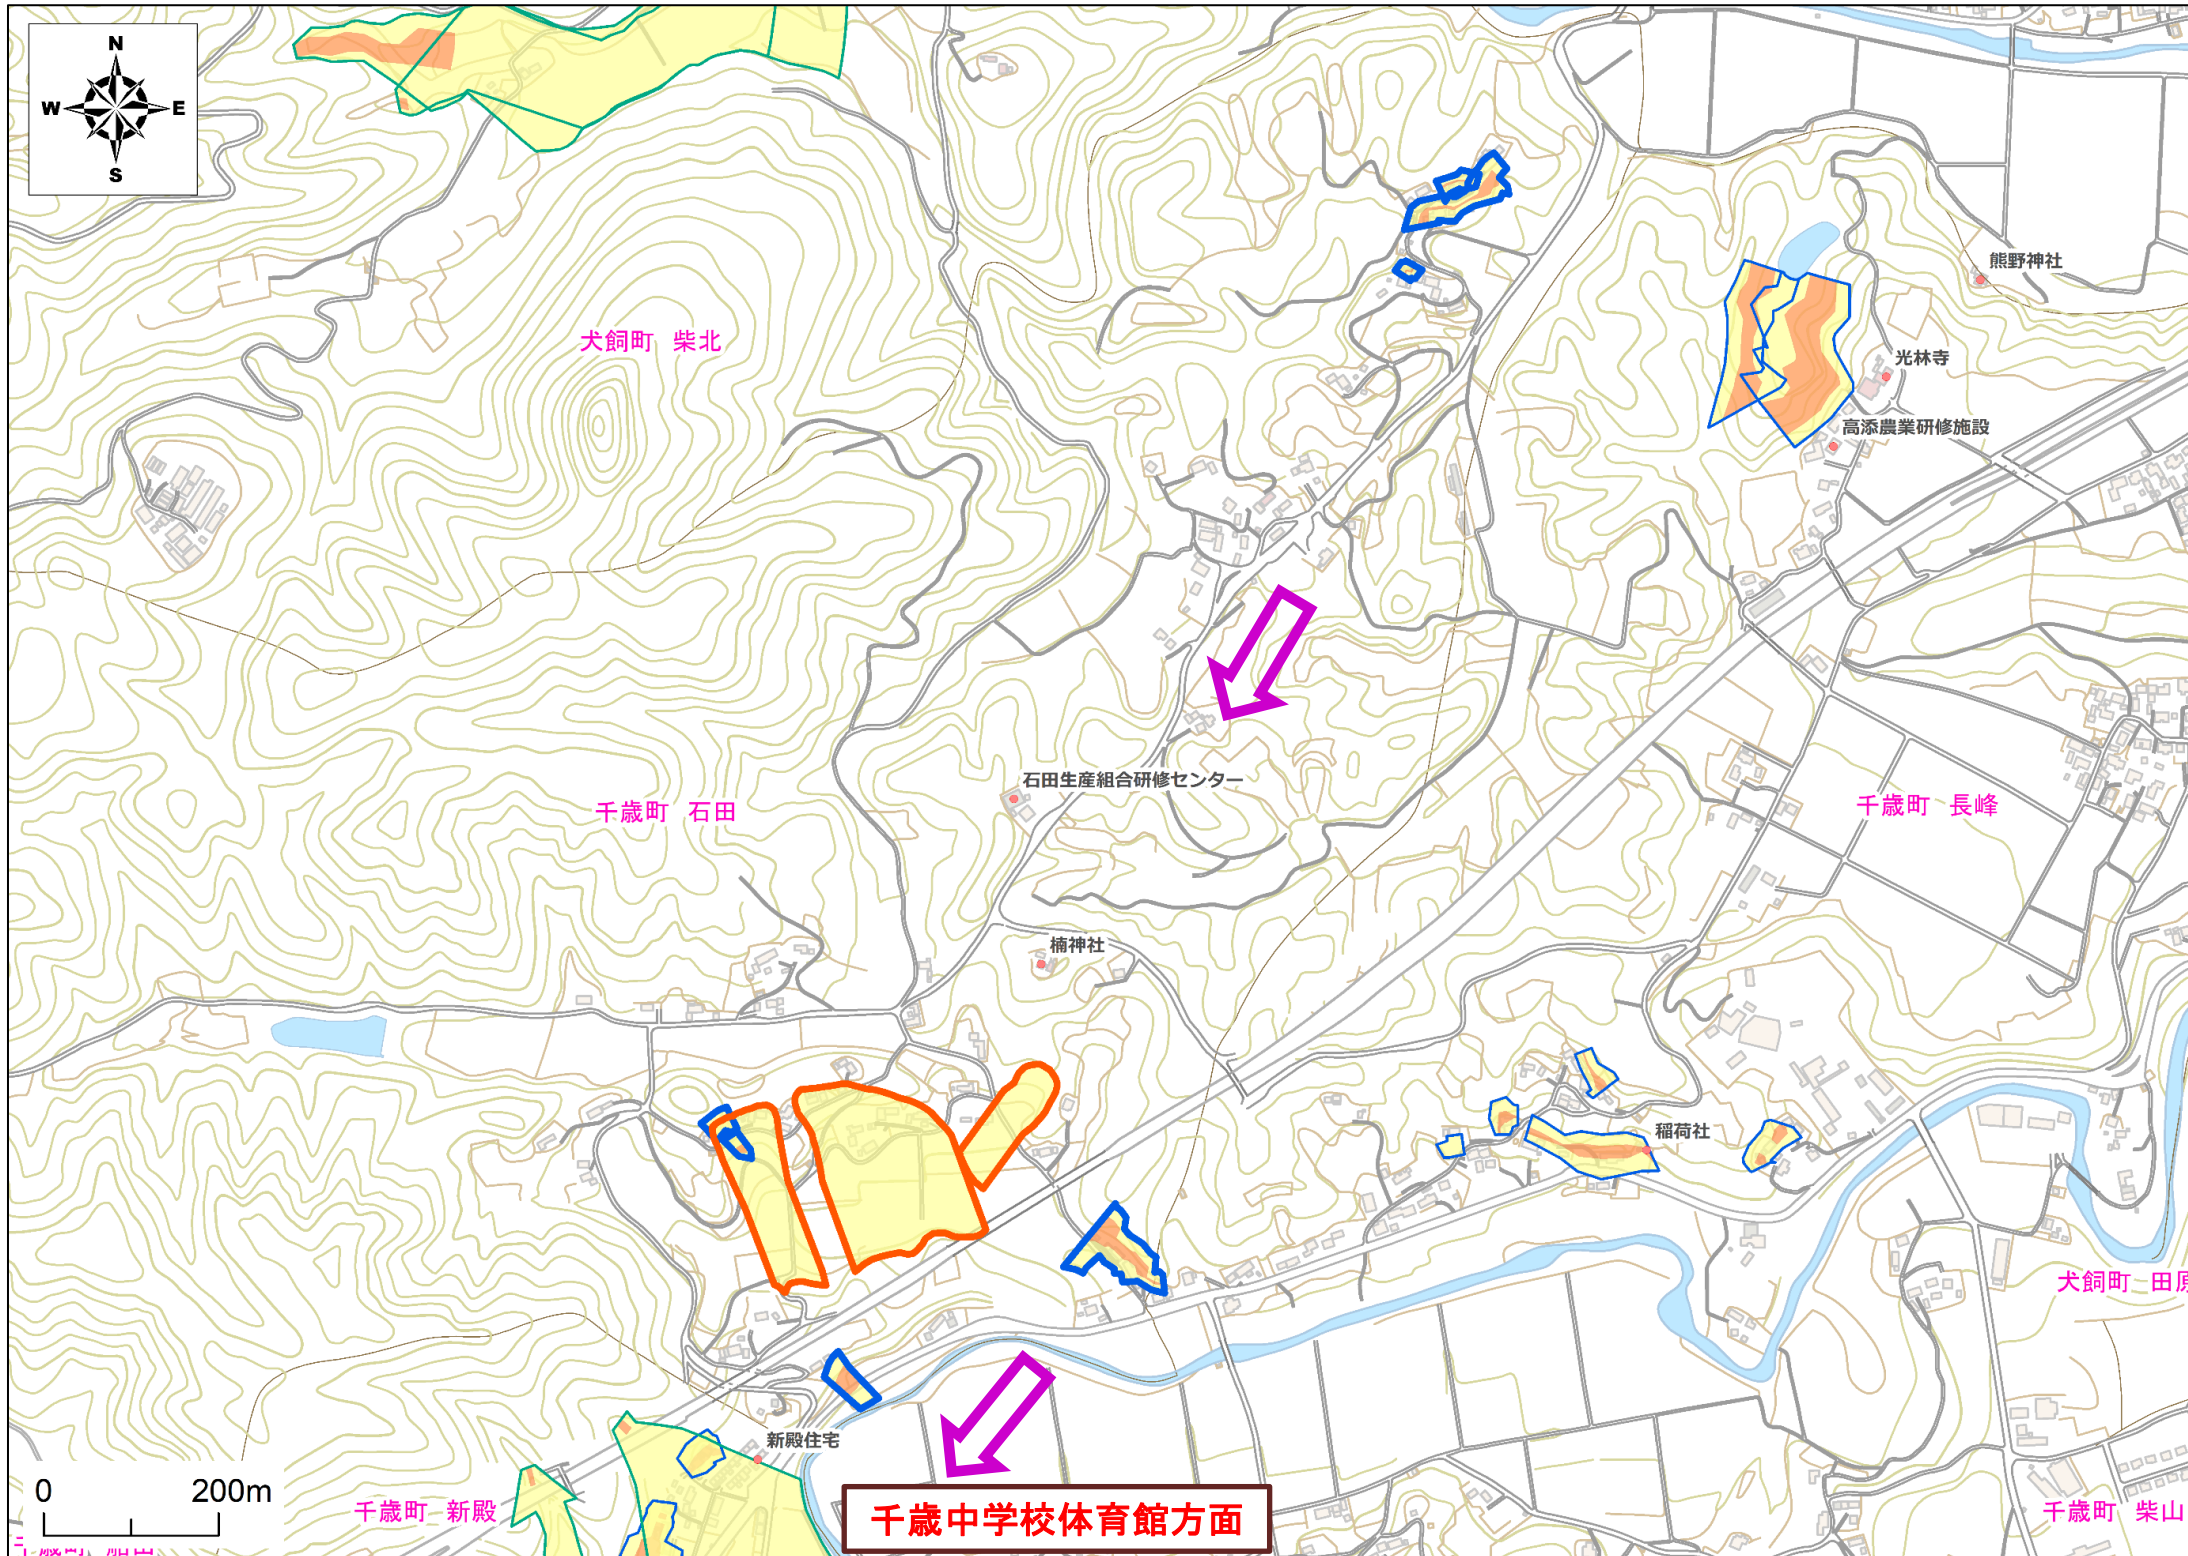 N
W
E
S
熊野神社
犬飼町 柴北
光林寺
高添農業研修施設
石田生産組合研修センター
千歳町 石田
千歳町 長峰
楠神社
稲荷社
犬飼町 田原
新殿住宅
0
200m
千歳町 新殿
千歳中学校体育館方面
千歳町 柴山